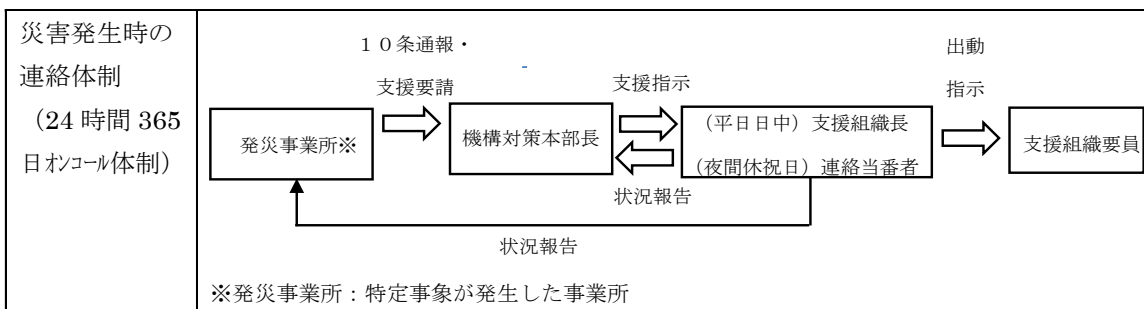 災害発生時の
連絡体制
（24 時間 365
日ｵﾝｺｰﾙ体制）
１０条通報・
支援要請
支援指示
出動
指示
発災事業所※
機構対策本部長
（平日日中）支援組織長
（夜間休祝日）連絡当番者
支援組織要員
状況報告
状況報告
※発災事業所：特定事象が発生した事業所